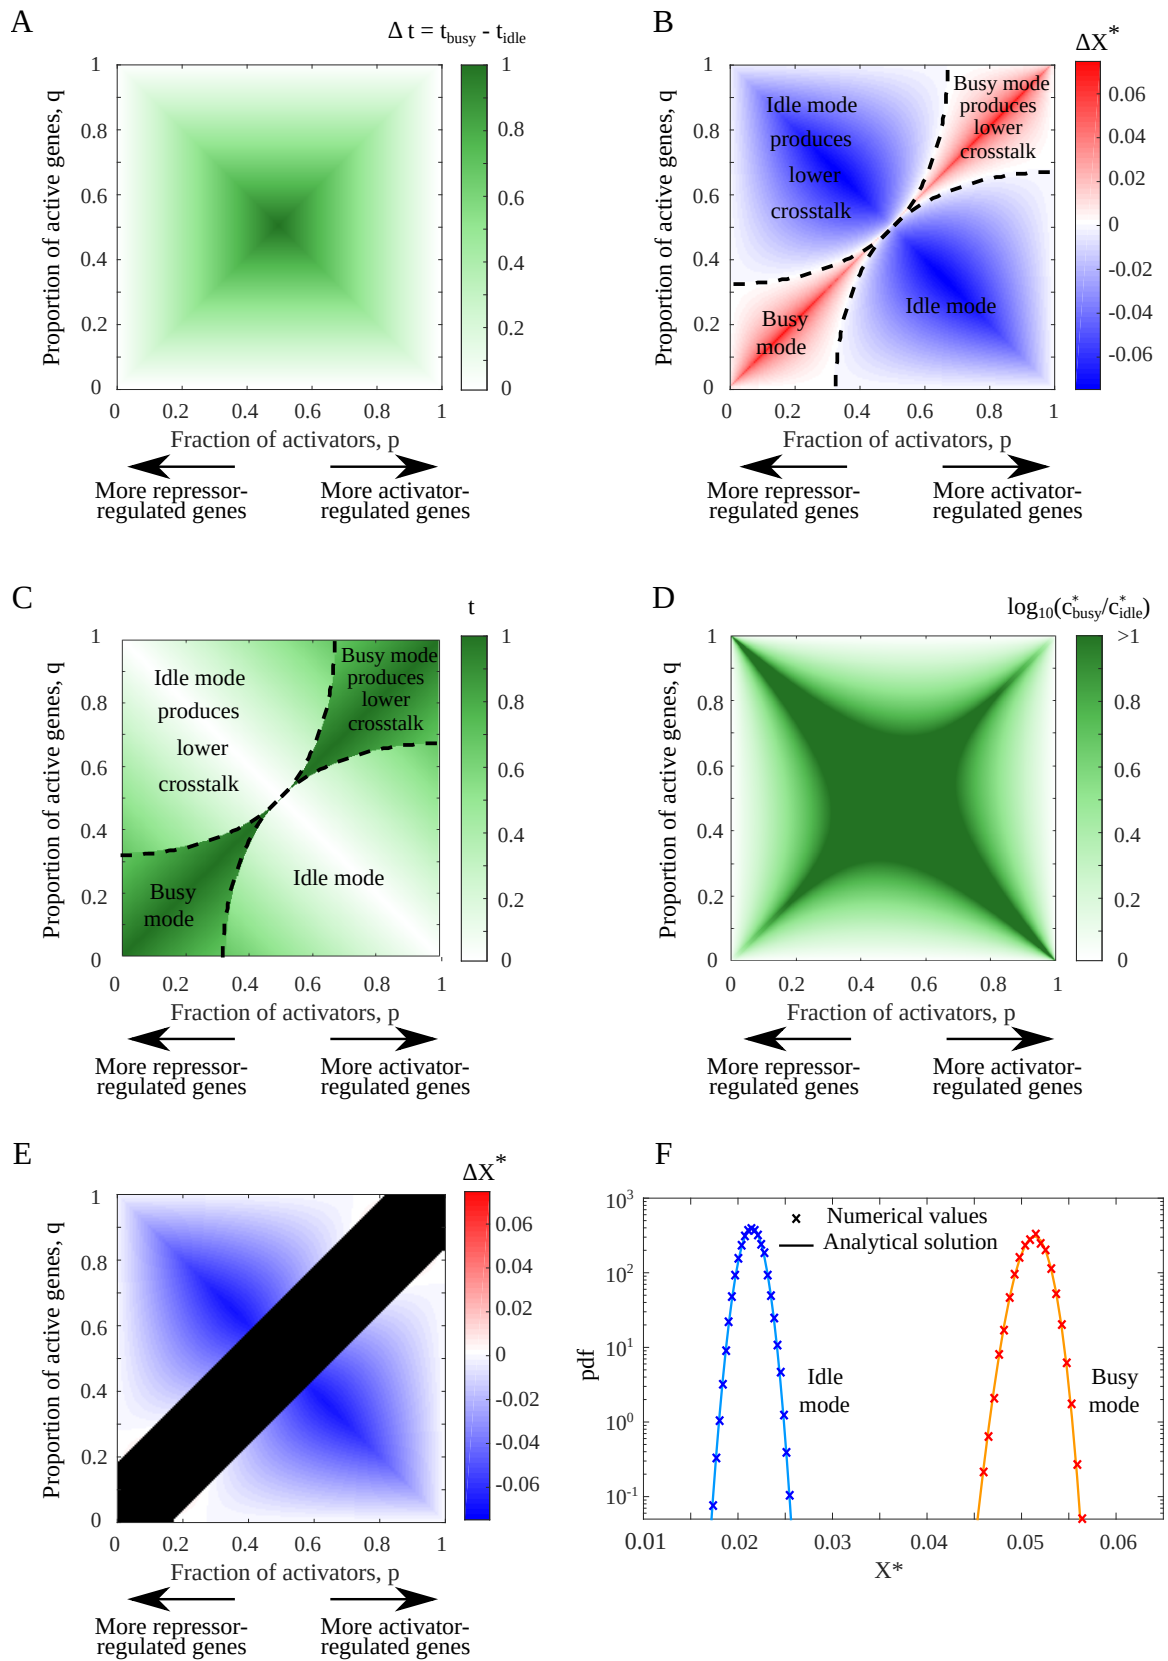 A
Δ t = t_busy - t_idle
Proportion of active genes, q
1
0.8
0.6
0.4
0.2
0
0 0.2 0.4 0.6 0.8 1
Fraction of activators, p
More repressor-
regulated genes
More activator-
regulated genes
1
0.8
0.6
0.4
0.2
0
B
ΔX*
Proportion of active genes, q
1
0.8
0.6
0.4
0.2
0
Idle mode
produces
lower
crosstalk
Busy mode
produces
lower
crosstalk
Busy
mode
Idle mode
0 0.2 0.4 0.6 0.8 1
Fraction of activators, p
More repressor-
regulated genes
More activator-
regulated genes
0.06
0.04
0.02
0
-0.02
-0.04
-0.06
C
t
Proportion of active genes, q
1
0.8
0.6
0.4
0.2
0
Idle mode
produces
lower
crosstalk
Busy mode
produces
lower
crosstalk
Busy
mode
Idle mode
0 0.2 0.4 0.6 0.8 1
Fraction of activators, p
More repressor-
regulated genes
More activator-
regulated genes
1
0.8
0.6
0.4
0.2
0
D
log₁₀(c*_busy/c*_idle)
Proportion of active genes, q
1
0.8
0.6
0.4
0.2
0
0 0.2 0.4 0.6 0.8 1
Fraction of activators, p
More repressor-
regulated genes
More activator-
regulated genes
>1
0.8
0.6
0.4
0.2
0
E
ΔX*
Proportion of active genes, q
1
0.8
0.6
0.4
0.2
0
0 0.2 0.4 0.6 0.8 1
Fraction of activators, p
More repressor-
regulated genes
More activator-
regulated genes
0.06
0.04
0.02
0
-0.02
-0.04
-0.06
F
pdf
10³
10²
10¹
10⁰
10⁻¹
Numerical values
Analytical solution
Idle
mode
Busy
mode
0.01 0.02 0.03 0.04 0.05 0.06
X*